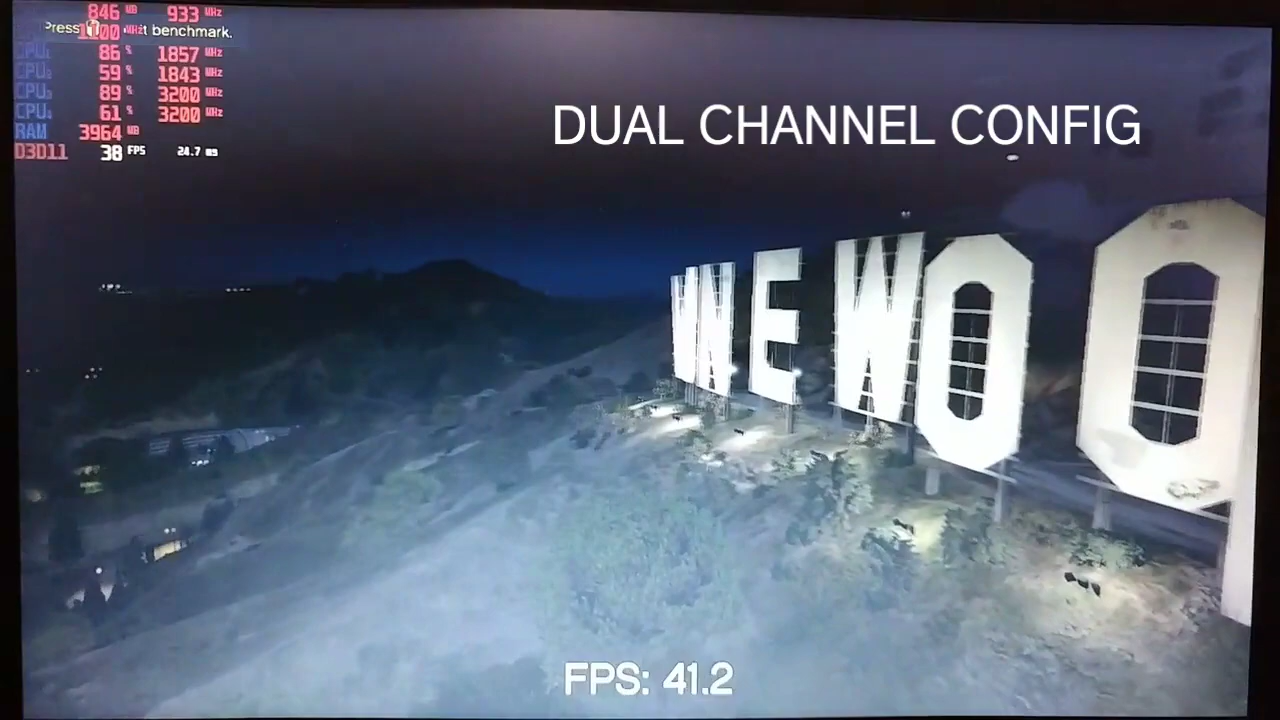 846 MB 933 MHz
Press 1200 MHz t benchmark.
CPU₁ 86 % 1857 MHz
CPU₂ 59 % 1843 MHz
CPU₃ 89 % 3200 MHz
CPU₄ 61 % 3200 MHz
RAM 3964 MB
D3D11 38 FPS 24.7 ms
DUAL CHANNEL CONFIG
NEWOO
FPS: 41.2